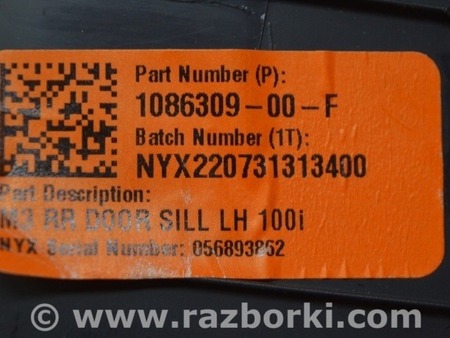 Part Number (P):
1086309-00-F
Batch Number (1T):
NYX220731313400
Part Description:
M3 RR DOOR SILL LH 100i
NYX Serial Number: 056893852
© www.razborki.com